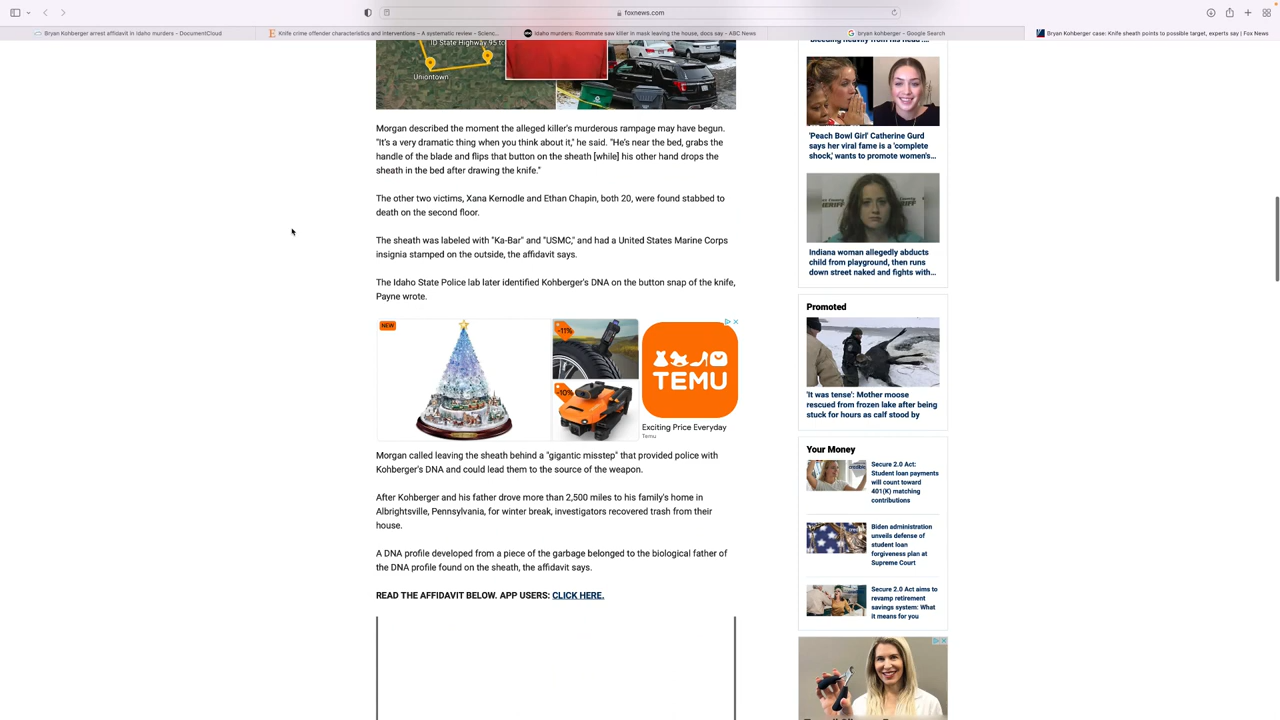 foxnews.com
Bryan Kohberger arrest affidavit in Idaho murders - DocumentCloud
Knife crime offender characteristics and interventions – A systematic review - Scienc...
Idaho murders: Roommate saw killer in mask leaving the house, docs say - ABC News
bryan kohberger - Google Search
Bryan Kohberger case: Knife sheath points to possible target, experts say | Fox News
ID State Highway 95 to
Uniontown
Morgan described the moment the alleged killer's murderous rampage may have begun.
"It's a very dramatic thing when you think about it," he said. "He's near the bed, grabs the
handle of the blade and flips that button on the sheath [while] his other hand drops the
sheath in the bed after drawing the knife."
The other two victims, Xana Kernodle and Ethan Chapin, both 20, were found stabbed to
death on the second floor.
The sheath was labeled with "Ka-Bar" and "USMC," and had a United States Marine Corps
insignia stamped on the outside, the affidavit says.
The Idaho State Police lab later identified Kohberger's DNA on the button snap of the knife,
Payne wrote.
NEW
-11%
-10%
TEMU
Exciting Price Everyday
Temu
Morgan called leaving the sheath behind a "gigantic misstep" that provided police with
Kohberger's DNA and could lead them to the source of the weapon.
After Kohberger and his father drove more than 2,500 miles to his family's home in
Albrightsville, Pennsylvania, for winter break, investigators recovered trash from their
house.
A DNA profile developed from a piece of the garbage belonged to the biological father of
the DNA profile found on the sheath, the affidavit says.
READ THE AFFIDAVIT BELOW. APP USERS: CLICK HERE.
bleeding heavily from his head'...
'Peach Bowl Girl' Catherine Gurd
says her viral fame is a 'complete
shock,' wants to promote women's...
Indiana woman allegedly abducts
child from playground, then runs
down street naked and fights with...
Promoted
'It was tense': Mother moose
rescued from frozen lake after being
stuck for hours as calf stood by
Your Money
Secure 2.0 Act:
Student loan payments
will count toward
401(K) matching
contributions
Biden administration
unveils defense of
student loan
forgiveness plan at
Supreme Court
Secure 2.0 Act aims to
revamp retirement
savings system: What
it means for you